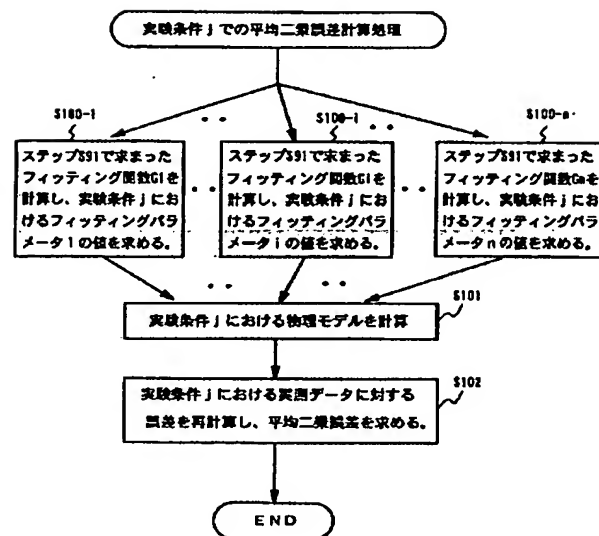 実験条件jでの平均二乗誤差計算処理
S100-1
S100-i
S100-n
ステップS91で求まった
フィッティング関数G1を
計算し、実験条件jにお
けるフィッティングパラ
メータ1の値を求める。
ステップS91で求まった
フィッティング関数Giを
計算し、実験条件jにお
けるフィッティングパラ
メータiの値を求める。
ステップS91で求まった
フィッティング関数Gnを
計算し、実験条件jにお
けるフィッティングパラ
メータnの値を求める。
S101
実験条件jにおける物理モデルを計算
S102
実験条件jにおける実測データに対する
誤差を再計算し、平均二乗誤差を求める。
END